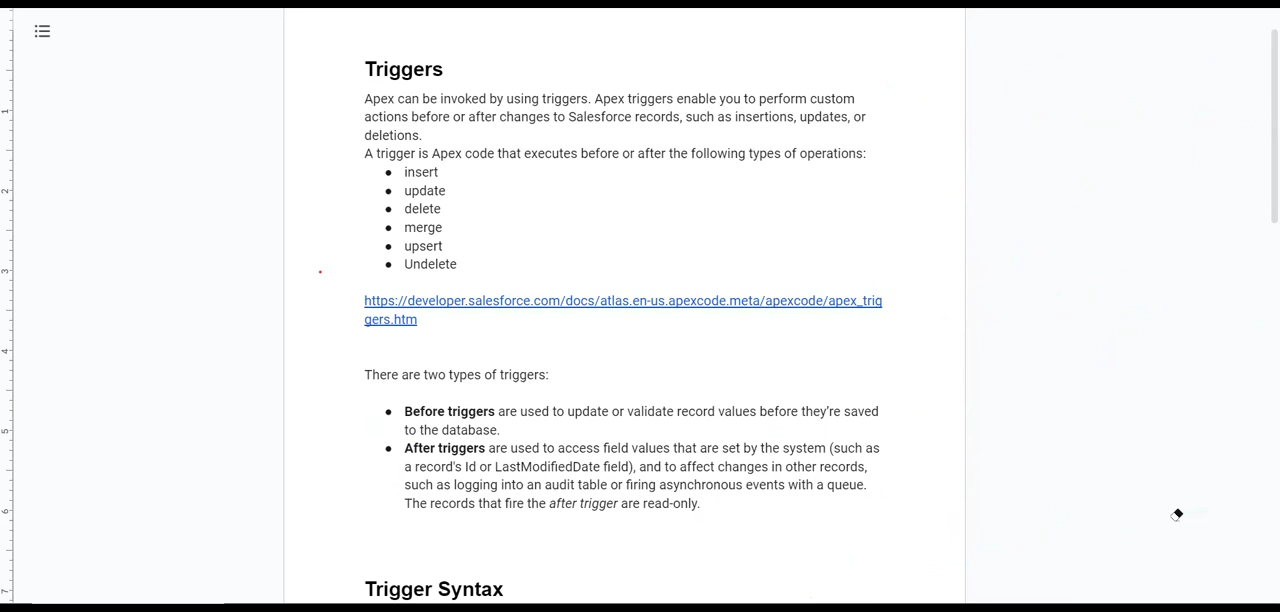 Triggers
Apex can be invoked by using triggers. Apex triggers enable you to perform custom
actions before or after changes to Salesforce records, such as insertions, updates, or
deletions.
A trigger is Apex code that executes before or after the following types of operations:
● insert
● update
● delete
● merge
● upsert
● Undelete
https://developer.salesforce.com/docs/atlas.en-us.apexcode.meta/apexcode/apex_trig
gers.htm
There are two types of triggers:
● Before triggers are used to update or validate record values before they're saved
to the database.
● After triggers are used to access field values that are set by the system (such as
a record's Id or LastModifiedDate field), and to affect changes in other records,
such as logging into an audit table or firing asynchronous events with a queue.
The records that fire the after trigger are read-only.
Trigger Syntax
1
2
3
4
5
6
7